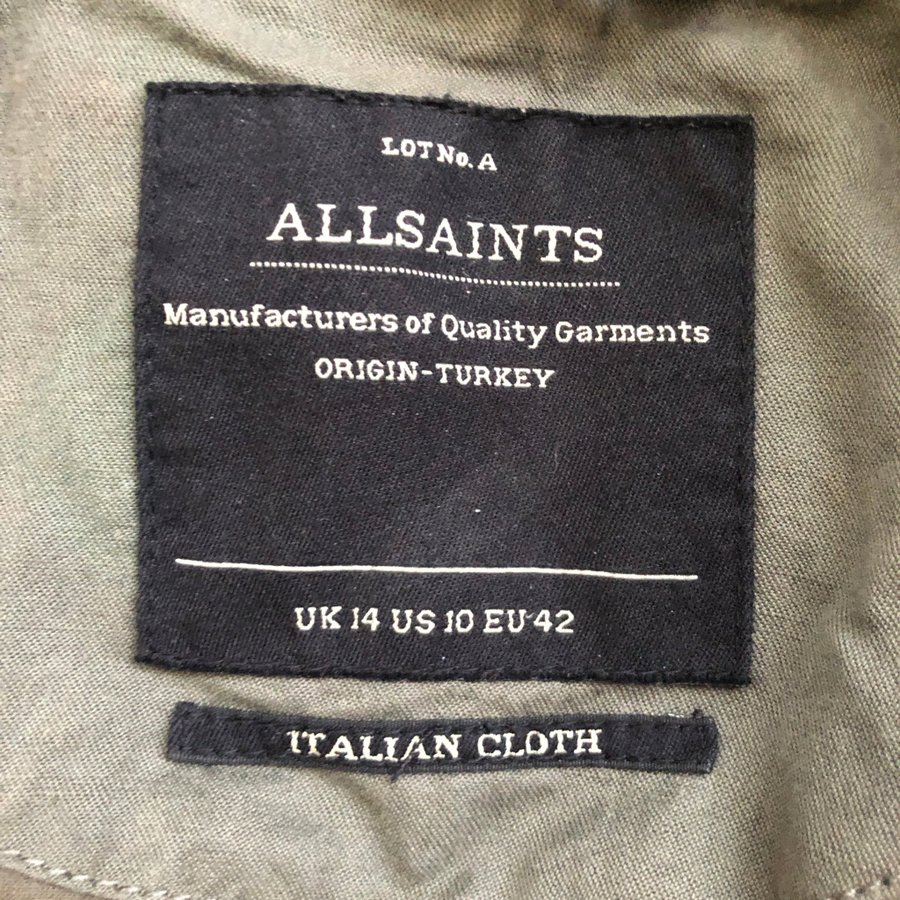 LOT No. A
ALLSAINTS
Manufacturers of Quality Garments
ORIGIN-TURKEY
UK 14 US 10 EU 42
ITALIAN CLOTH